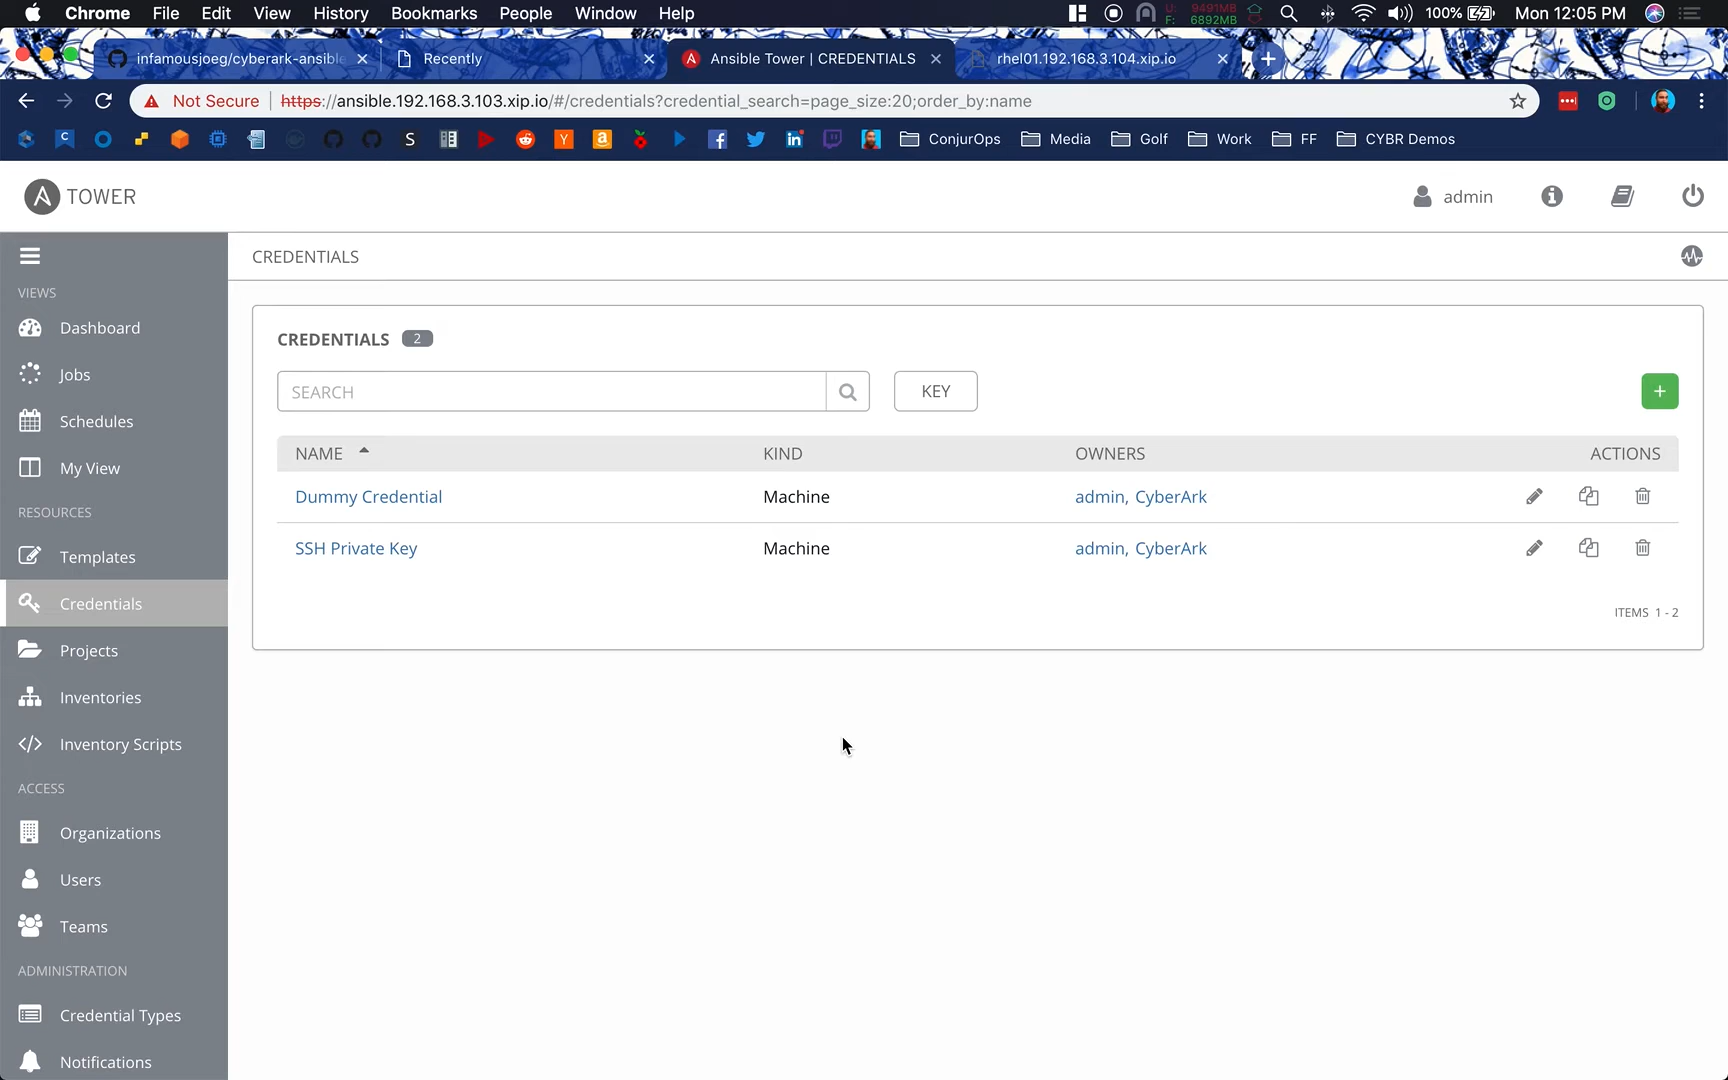 Chrome File Edit View History Bookmarks People Window Help U: 9491MB F: 6892MB 100% Mon 12:05 PM
infamousjoeg/cyberark-ansible Recently Ansible Tower | CREDENTIALS rhel01.192.168.3.104.xip.io
Not Secure https://ansible.192.168.3.103.xip.io/#/credentials?credential_search=page_size:20;order_by:name
ConjurOps Media Golf Work FF CYBR Demos
TOWER admin
CREDENTIALS
VIEWS
Dashboard
Jobs
Schedules
My View
RESOURCES
Templates
Credentials
Projects
Inventories
Inventory Scripts
ACCESS
Organizations
Users
Teams
ADMINISTRATION
Credential Types
Notifications
CREDENTIALS 2
SEARCH KEY +
NAME KIND OWNERS ACTIONS
Dummy Credential Machine admin, CyberArk
SSH Private Key Machine admin, CyberArk
ITEMS 1 - 2